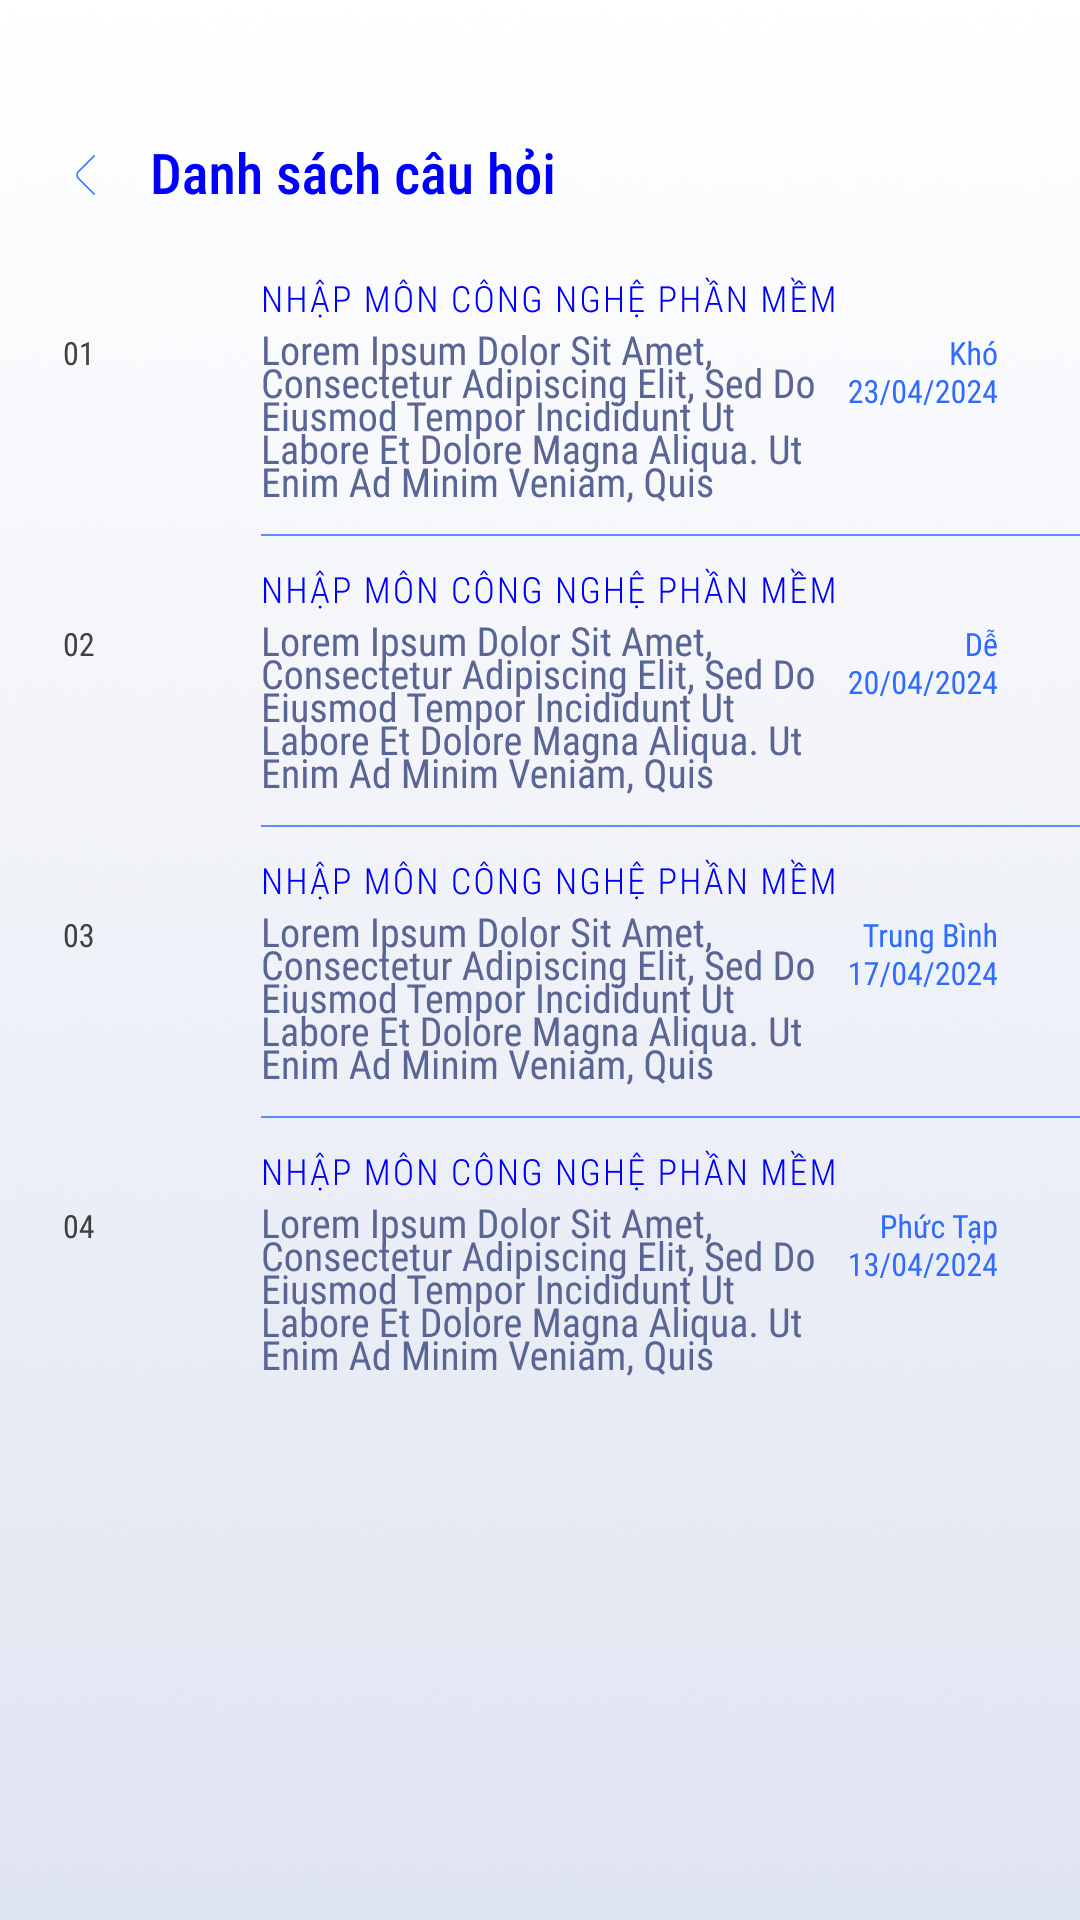 Danh sách câu hỏi
NHẬP MÔN CÔNG NGHỆ PHẦN MỀM
01
Lorem Ipsum Dolor Sit Amet,
Consectetur Adipiscing Elit, Sed Do
Eiusmod Tempor Incididunt Ut
Labore Et Dolore Magna Aliqua. Ut
Enim Ad Minim Veniam, Quis
Khó
23/04/2024
NHẬP MÔN CÔNG NGHỆ PHẦN MỀM
02
Lorem Ipsum Dolor Sit Amet,
Consectetur Adipiscing Elit, Sed Do
Eiusmod Tempor Incididunt Ut
Labore Et Dolore Magna Aliqua. Ut
Enim Ad Minim Veniam, Quis
Dễ
20/04/2024
NHẬP MÔN CÔNG NGHỆ PHẦN MỀM
03
Lorem Ipsum Dolor Sit Amet,
Consectetur Adipiscing Elit, Sed Do
Eiusmod Tempor Incididunt Ut
Labore Et Dolore Magna Aliqua. Ut
Enim Ad Minim Veniam, Quis
Trung Bình
17/04/2024
NHẬP MÔN CÔNG NGHỆ PHẦN MỀM
04
Lorem Ipsum Dolor Sit Amet,
Consectetur Adipiscing Elit, Sed Do
Eiusmod Tempor Incididunt Ut
Labore Et Dolore Magna Aliqua. Ut
Enim Ad Minim Veniam, Quis
Phức Tạp
13/04/2024